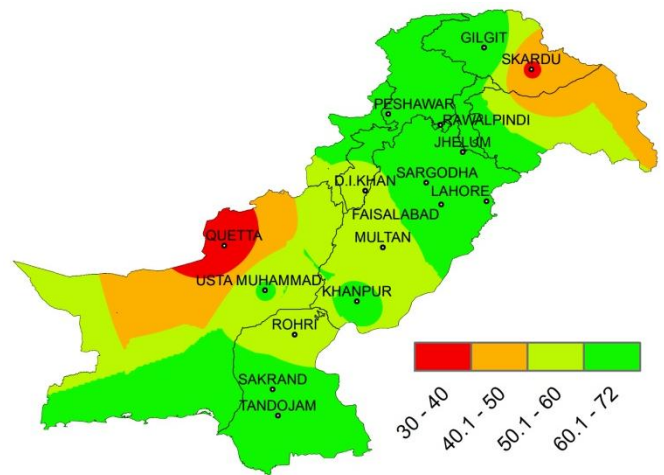 GILGIT
SKARDU
PESHAWAR
RAWALPINDI
JHELUM
D.I.KHAN
SARGODHA
LAHORE
FAISALABAD
QUETTA
MULTAN
USTA MUHAMMAD
KHANPUR
ROHRI
SAKRAND
TANDOJAM
30 - 40
40.1 - 50
50.1 - 60
60.1 - 72